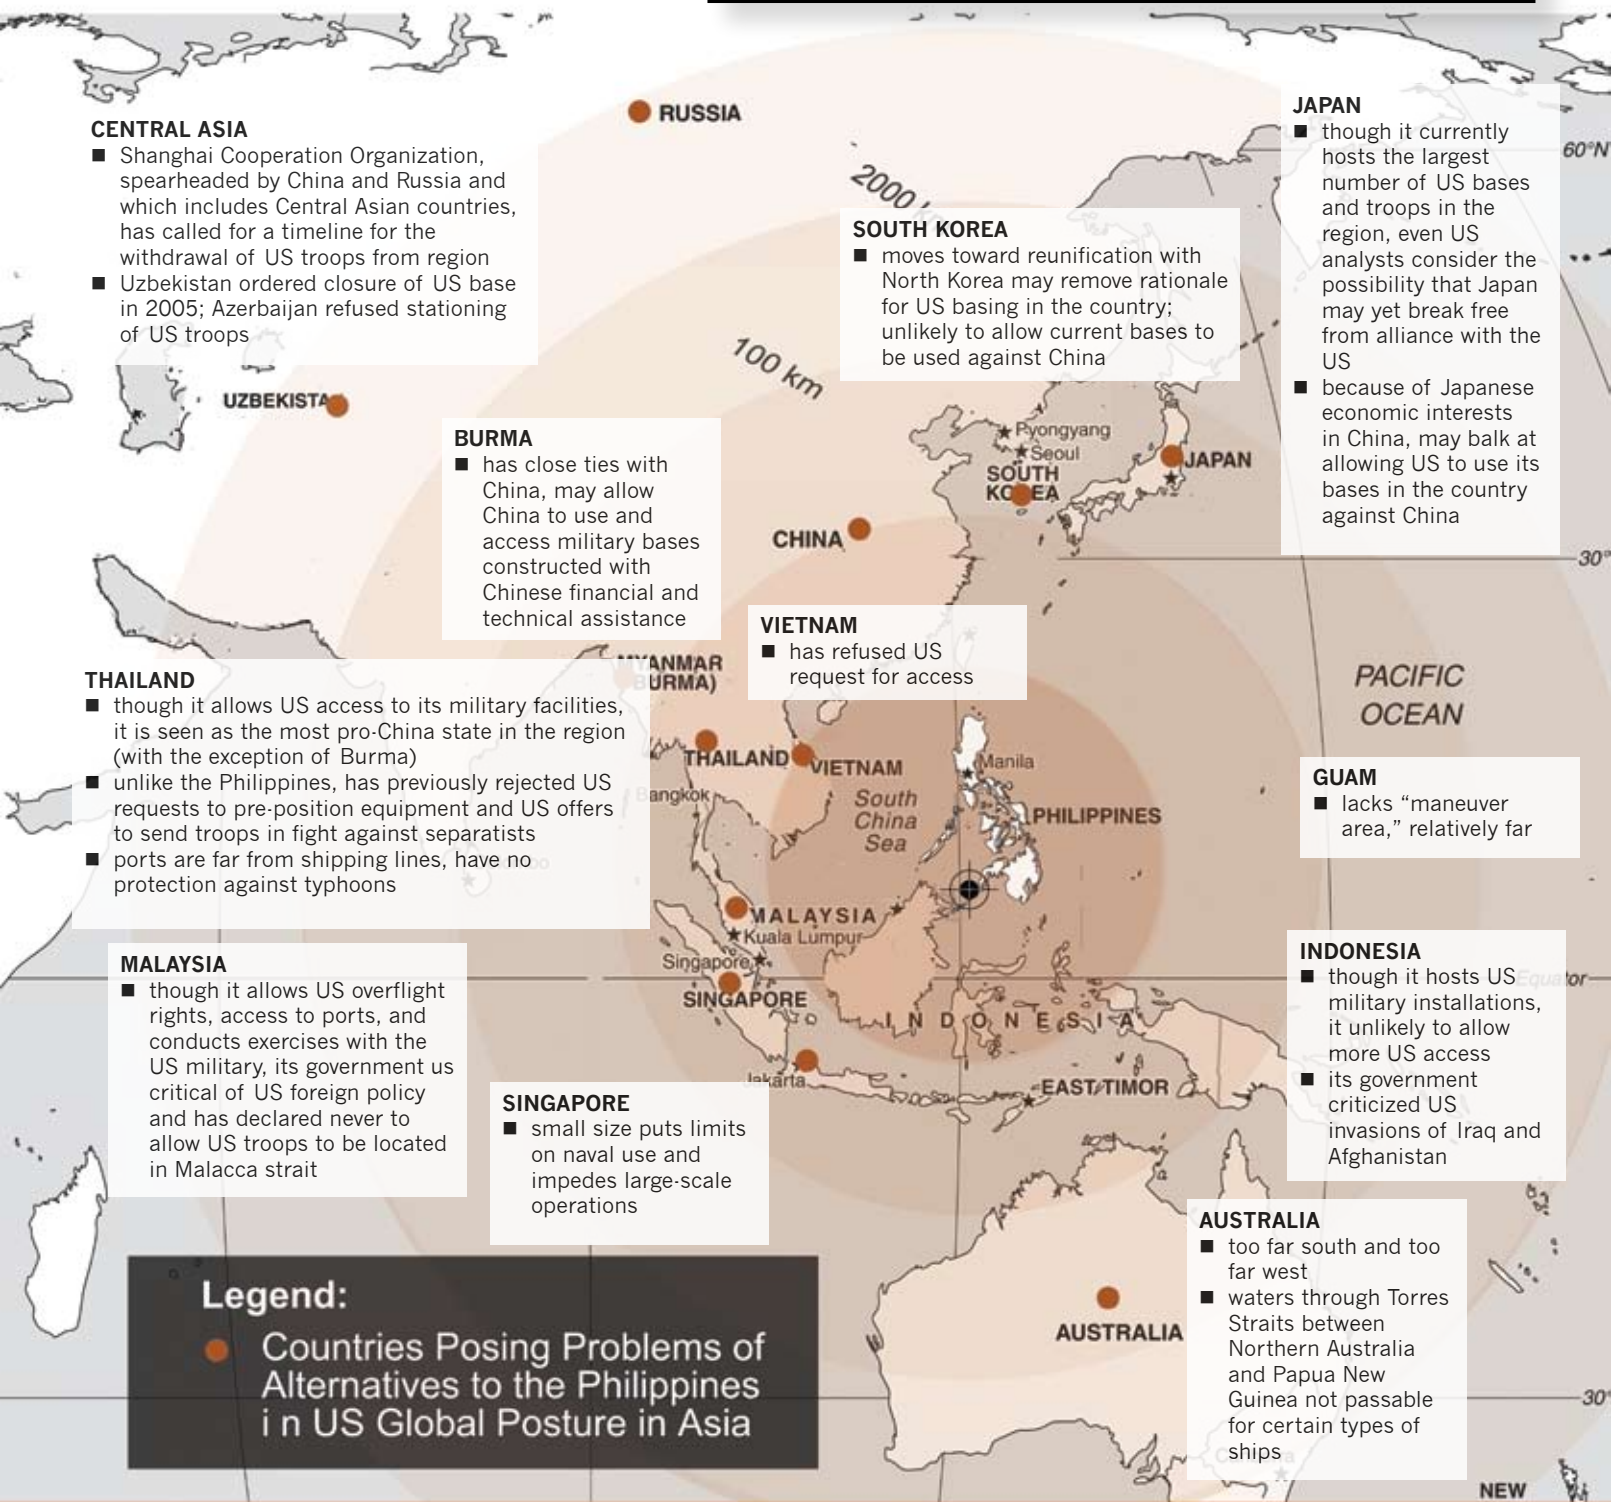 RUSSIA
60°N
CENTRAL ASIA
■ Shanghai Cooperation Organization,
spearheaded by China and Russia and
which includes Central Asian countries,
has called for a timeline for the
withdrawal of US troops from region
■ Uzbekistan ordered closure of US base
in 2005; Azerbaijan refused stationing
of US troops
2000
SOUTH KOREA
■ moves toward reunification with
North Korea may remove rationale
for US basing in the country;
unlikely to allow current bases to
be used against China
JAPAN
■ though it currently
hosts the largest
number of US bases
and troops in the
region, even US
analysts consider the
possibility that Japan
may yet break free
from alliance with the
US
■ because of Japanese
economic interests
in China, may balk at
allowing US to use its
bases in the country
against China
100 km
UZBEKISTA
BURMA
■ has close ties with
China, may allow
China to use and
access military bases
constructed with
Chinese financial and
technical assistance
Pyongyang
Seoul
SOUTH
KOREA
JAPAN
CHINA
30°
VIETNAM
■ has refused US
request for access
MYANMAR
BURMA)
THAILAND
■ though it allows US access to its military facilities,
it is seen as the most pro-China state in the region
(with the exception of Burma)
■ unlike the Philippines, has previously rejected US
requests to pre-position equipment and US offers
to send troops in fight against separatists
■ ports are far from shipping lines, have no
protection against typhoons
PACIFIC
OCEAN
THAILAND
VIETNAM
Bangkok
South
China
Sea
Manila
PHILIPPINES
GUAM
■ lacks “maneuver
area,” relatively far
MALAYSIA
Kuala Lumpur
Singapore
SINGAPORE
INDONESIA
Jakarta
EAST TIMOR
Equator
MALAYSIA
■ though it allows US overflight
rights, access to ports, and
conducts exercises with the
US military, its government us
critical of US foreign policy
and has declared never to
allow US troops to be located
in Malacca strait
SINGAPORE
■ small size puts limits
on naval use and
impedes large-scale
operations
INDONESIA
■ though it hosts US
military installations,
it unlikely to allow
more US access
■ its government
criticized US
invasions of Iraq and
Afghanistan
AUSTRALIA
■ too far south and too
far west
■ waters through Torres
Straits between
Northern Australia
and Papua New
Guinea not passable
for certain types of
ships
AUSTRALIA
30°
NEW
Legend:
Countries Posing Problems of
Alternatives to the Philippines
i n US Global Posture in Asia